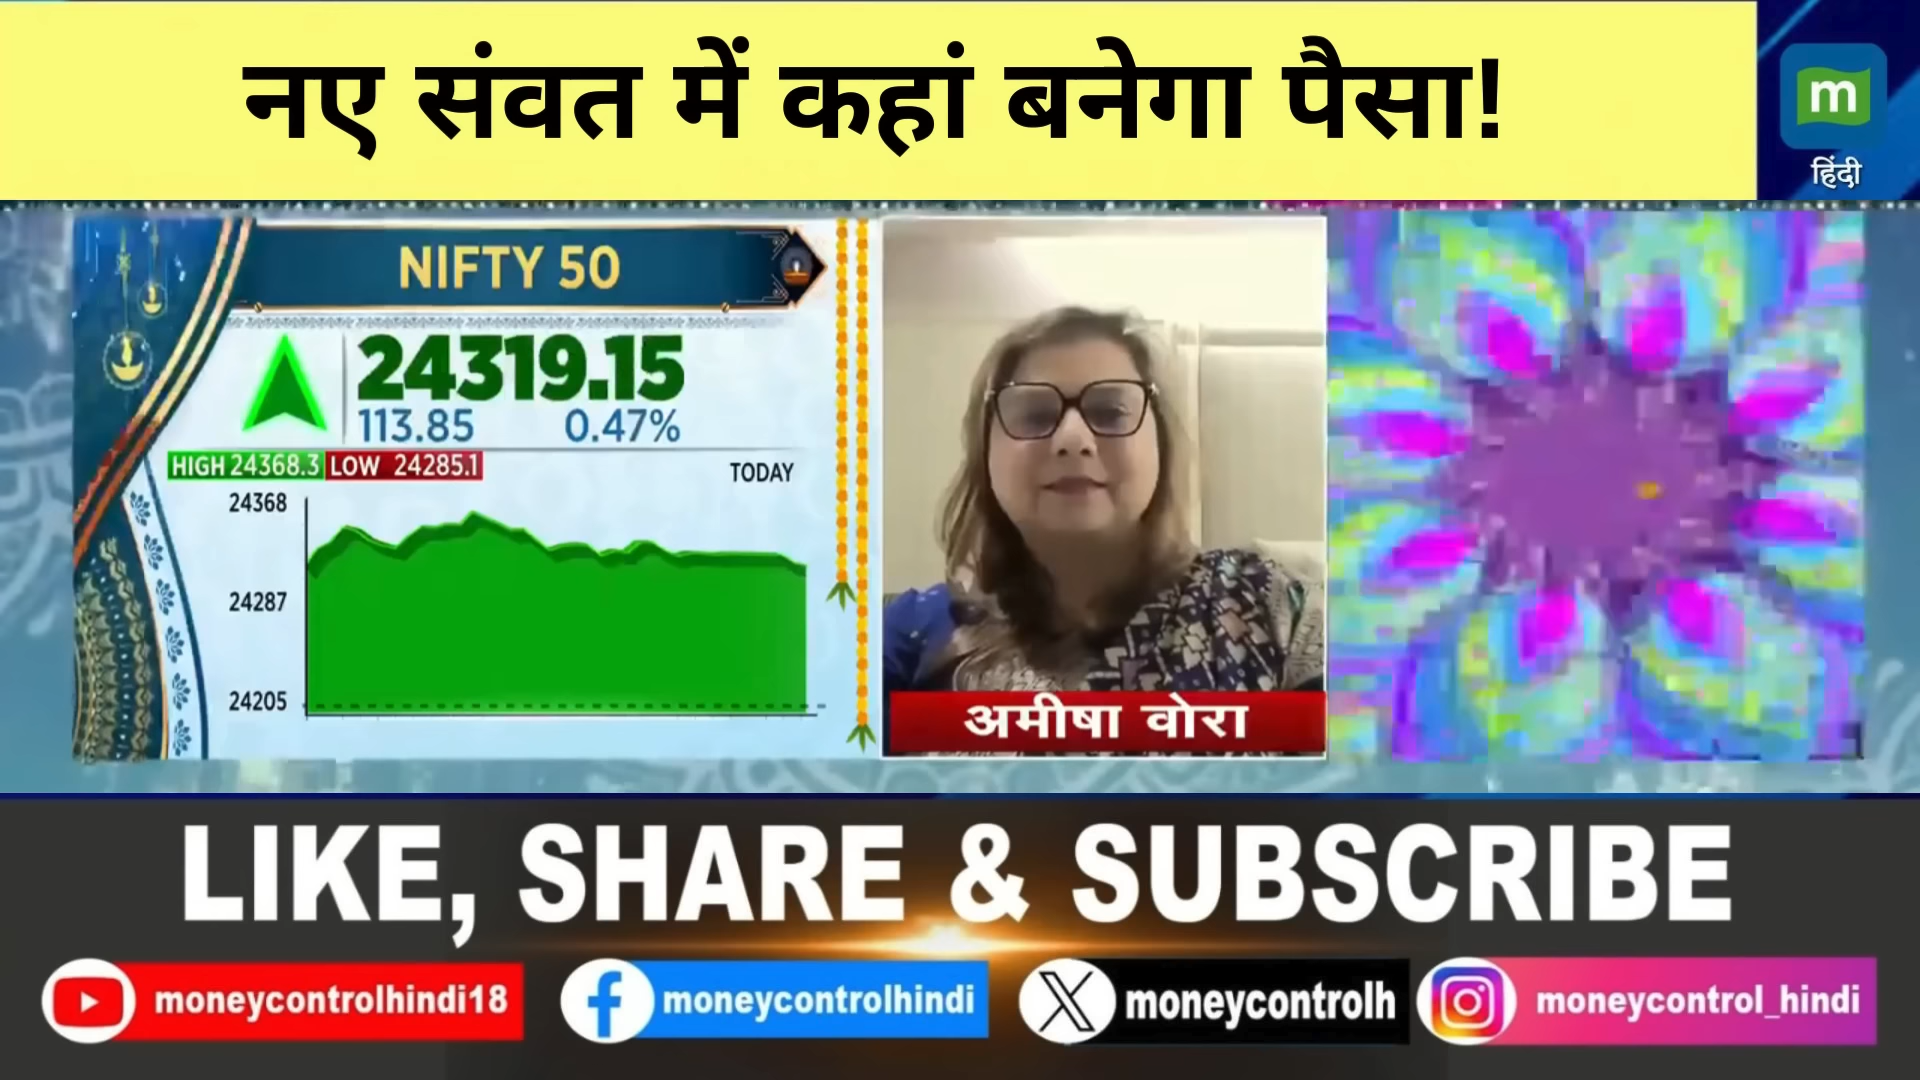 नए संवत में कहां बनेगा पैसा!
m
हिंदी
NIFTY 50
24319.15
113.85 0.47%
HIGH 24368.3 LOW 24285.1
TODAY
24368
24287
24205
अमीषा वोरा
LIKE, SHARE & SUBSCRIBE
moneycontrolhindi18
moneycontrolhindi
moneycontrolh
moneycontrol_hindi